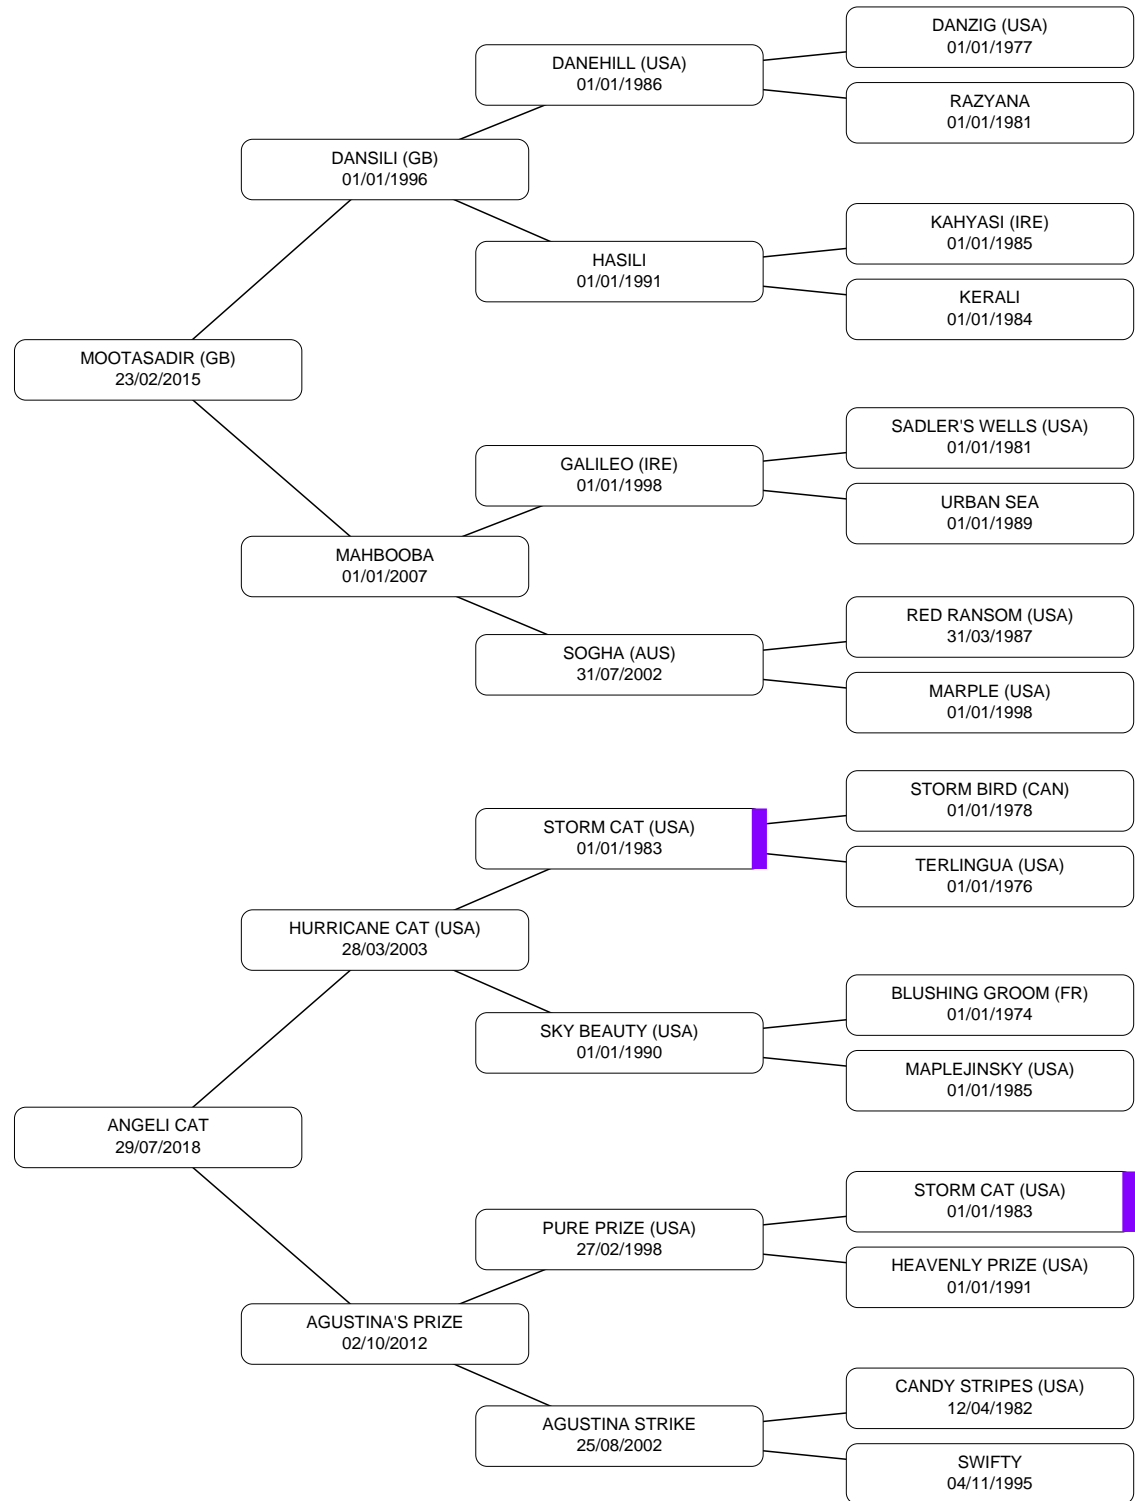 DANZIG (USA)
01/01/1977
DANEHILL (USA)
01/01/1986
RAZYANA
01/01/1981
DANSILI (GB)
01/01/1996
KAHYASI (IRE)
01/01/1985
HASILI
01/01/1991
KERALI
01/01/1984
MOOTASADIR (GB)
23/02/2015
SADLER'S WELLS (USA)
01/01/1981
GALILEO (IRE)
01/01/1998
URBAN SEA
01/01/1989
MAHBOOBA
01/01/2007
RED RANSOM (USA)
31/03/1987
SOGHA (AUS)
31/07/2002
MARPLE (USA)
01/01/1998
STORM BIRD (CAN)
01/01/1978
STORM CAT (USA)
01/01/1983
TERLINGUA (USA)
01/01/1976
HURRICANE CAT (USA)
28/03/2003
BLUSHING GROOM (FR)
01/01/1974
SKY BEAUTY (USA)
01/01/1990
MAPLEJINSKY (USA)
01/01/1985
ANGELI CAT
29/07/2018
STORM CAT (USA)
01/01/1983
PURE PRIZE (USA)
27/02/1998
HEAVENLY PRIZE (USA)
01/01/1991
AGUSTINA'S PRIZE
02/10/2012
CANDY STRIPES (USA)
12/04/1982
AGUSTINA STRIKE
25/08/2002
SWIFTY
04/11/1995